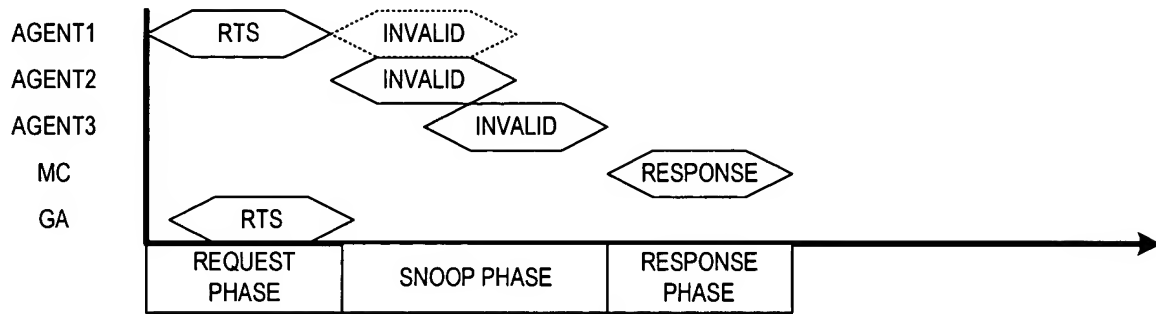 AGENT1 RTS INVALID
AGENT2 INVALID
AGENT3 INVALID
MC RESPONSE
GA RTS
REQUEST
PHASE
SNOOP PHASE
RESPONSE
PHASE